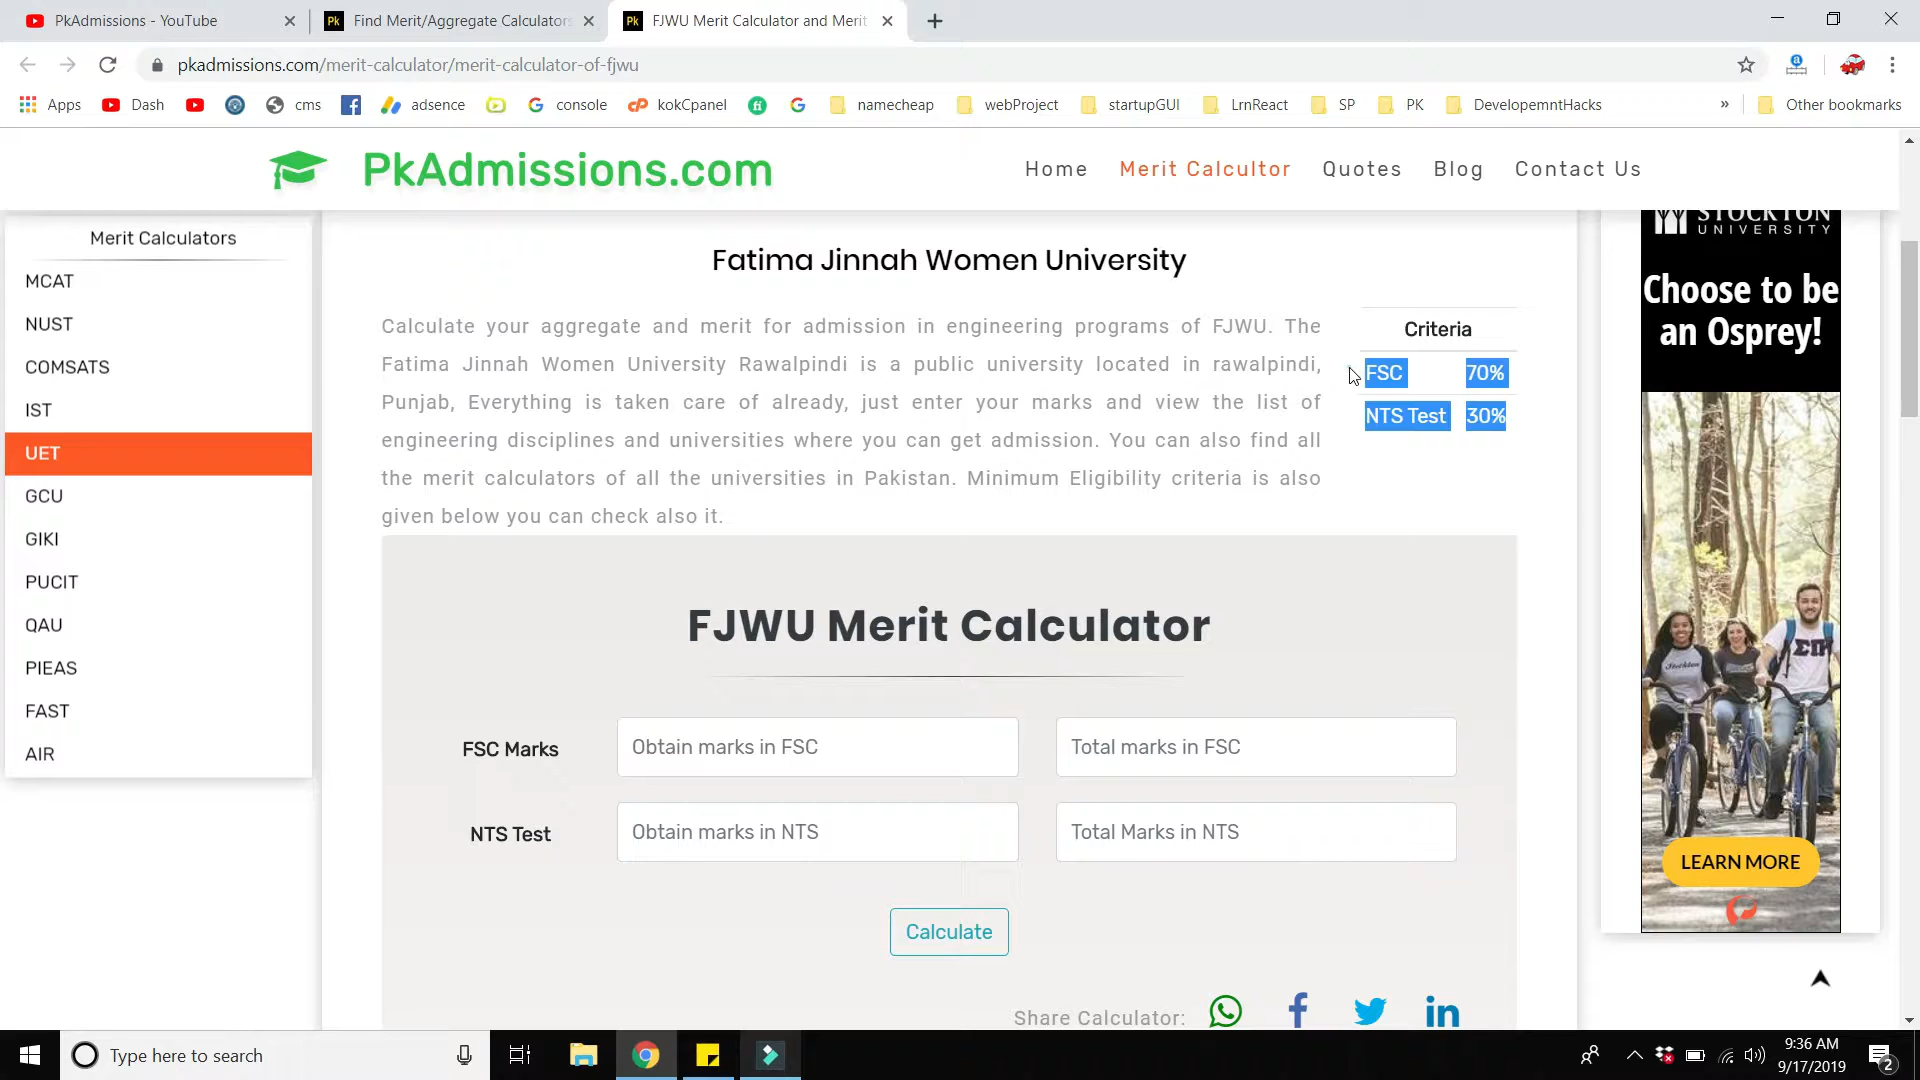 PkAdmissions - YouTube
Find Merit/Aggregate Calculators
FJWU Merit Calculator and Merit
pkadmissions.com/merit-calculator/merit-calculator-of-fjwu
Apps Dash cms adsence console kokCpanel namecheap webProject startupGUI LrnReact SP PK DevelopemntHacks » Other bookmarks
PkAdmissions.com
Home Merit Calcultor Quotes Blog Contact Us
Merit Calculators
MCAT
NUST
COMSATS
IST
UET
GCU
GIKI
PUCIT
QAU
PIEAS
FAST
AIR
Fatima Jinnah Women University
Calculate your aggregate and merit for admission in engineering programs of FJWU. The
Fatima Jinnah Women University Rawalpindi is a public university located in rawalpindi,
Punjab, Everything is taken care of already, just enter your marks and view the list of
engineering disciplines and universities where you can get admission. You can also find all
the merit calculators of all the universities in Pakistan. Minimum Eligibility criteria is also
given below you can check also it.
Criteria
FSC 70%
NTS Test 30%
FJWU Merit Calculator
FSC Marks Obtain marks in FSC Total marks in FSC
NTS Test Obtain marks in NTS Total Marks in NTS
Calculate
Share Calculator:
STOCKTON
UNIVERSITY
Choose to be
an Osprey!
Stockton
ΣΠ
LEARN MORE
Type here to search
9:36 AM
9/17/2019
2